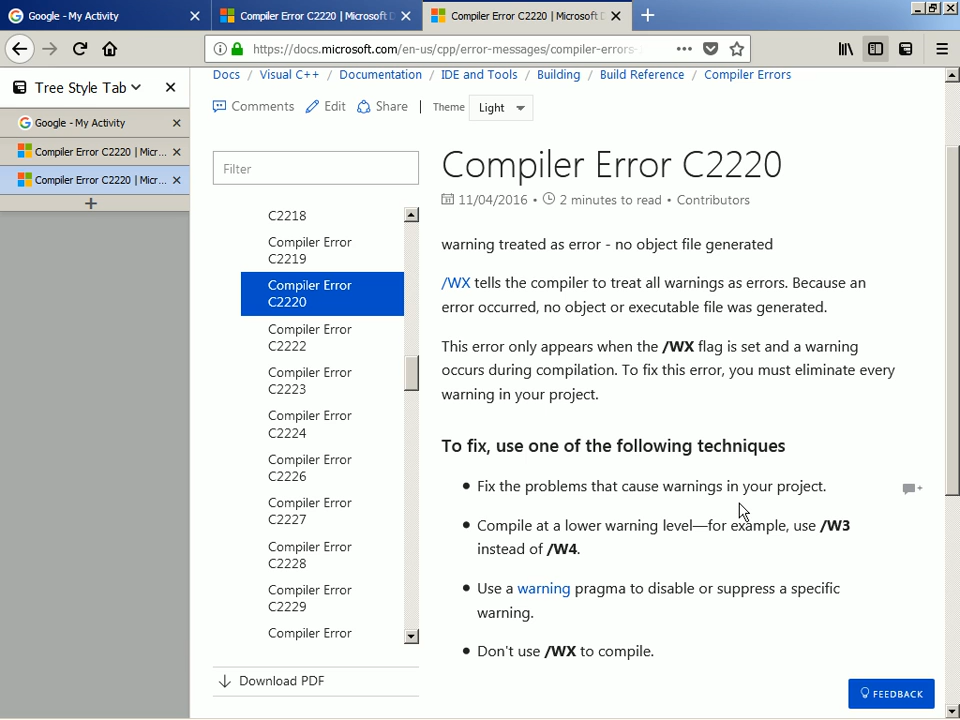 Google - My Activity
Compiler Error C2220 | Microsoft D
Compiler Error C2220 | Microsoft D
https://docs.microsoft.com/en-us/cpp/error-messages/compiler-errors-
Tree Style Tab
Google - My Activity
Compiler Error C2220 | Micr...
Compiler Error C2220 | Micr...
Docs / Visual C++ / Documentation / IDE and Tools / Building / Build Reference / Compiler Errors
Comments Edit Share | Theme Light
Filter
C2218
Compiler Error
C2219
Compiler Error
C2220
Compiler Error
C2222
Compiler Error
C2223
Compiler Error
C2224
Compiler Error
C2226
Compiler Error
C2227
Compiler Error
C2228
Compiler Error
C2229
Compiler Error
Download PDF
Compiler Error C2220
11/04/2016 • 2 minutes to read • Contributors
warning treated as error - no object file generated
/WX tells the compiler to treat all warnings as errors. Because an
error occurred, no object or executable file was generated.
This error only appears when the /WX flag is set and a warning
occurs during compilation. To fix this error, you must eliminate every
warning in your project.
To fix, use one of the following techniques
• Fix the problems that cause warnings in your project.
• Compile at a lower warning level—for example, use /W3
instead of /W4.
• Use a warning pragma to disable or suppress a specific
warning.
• Don't use /WX to compile.
FEEDBACK